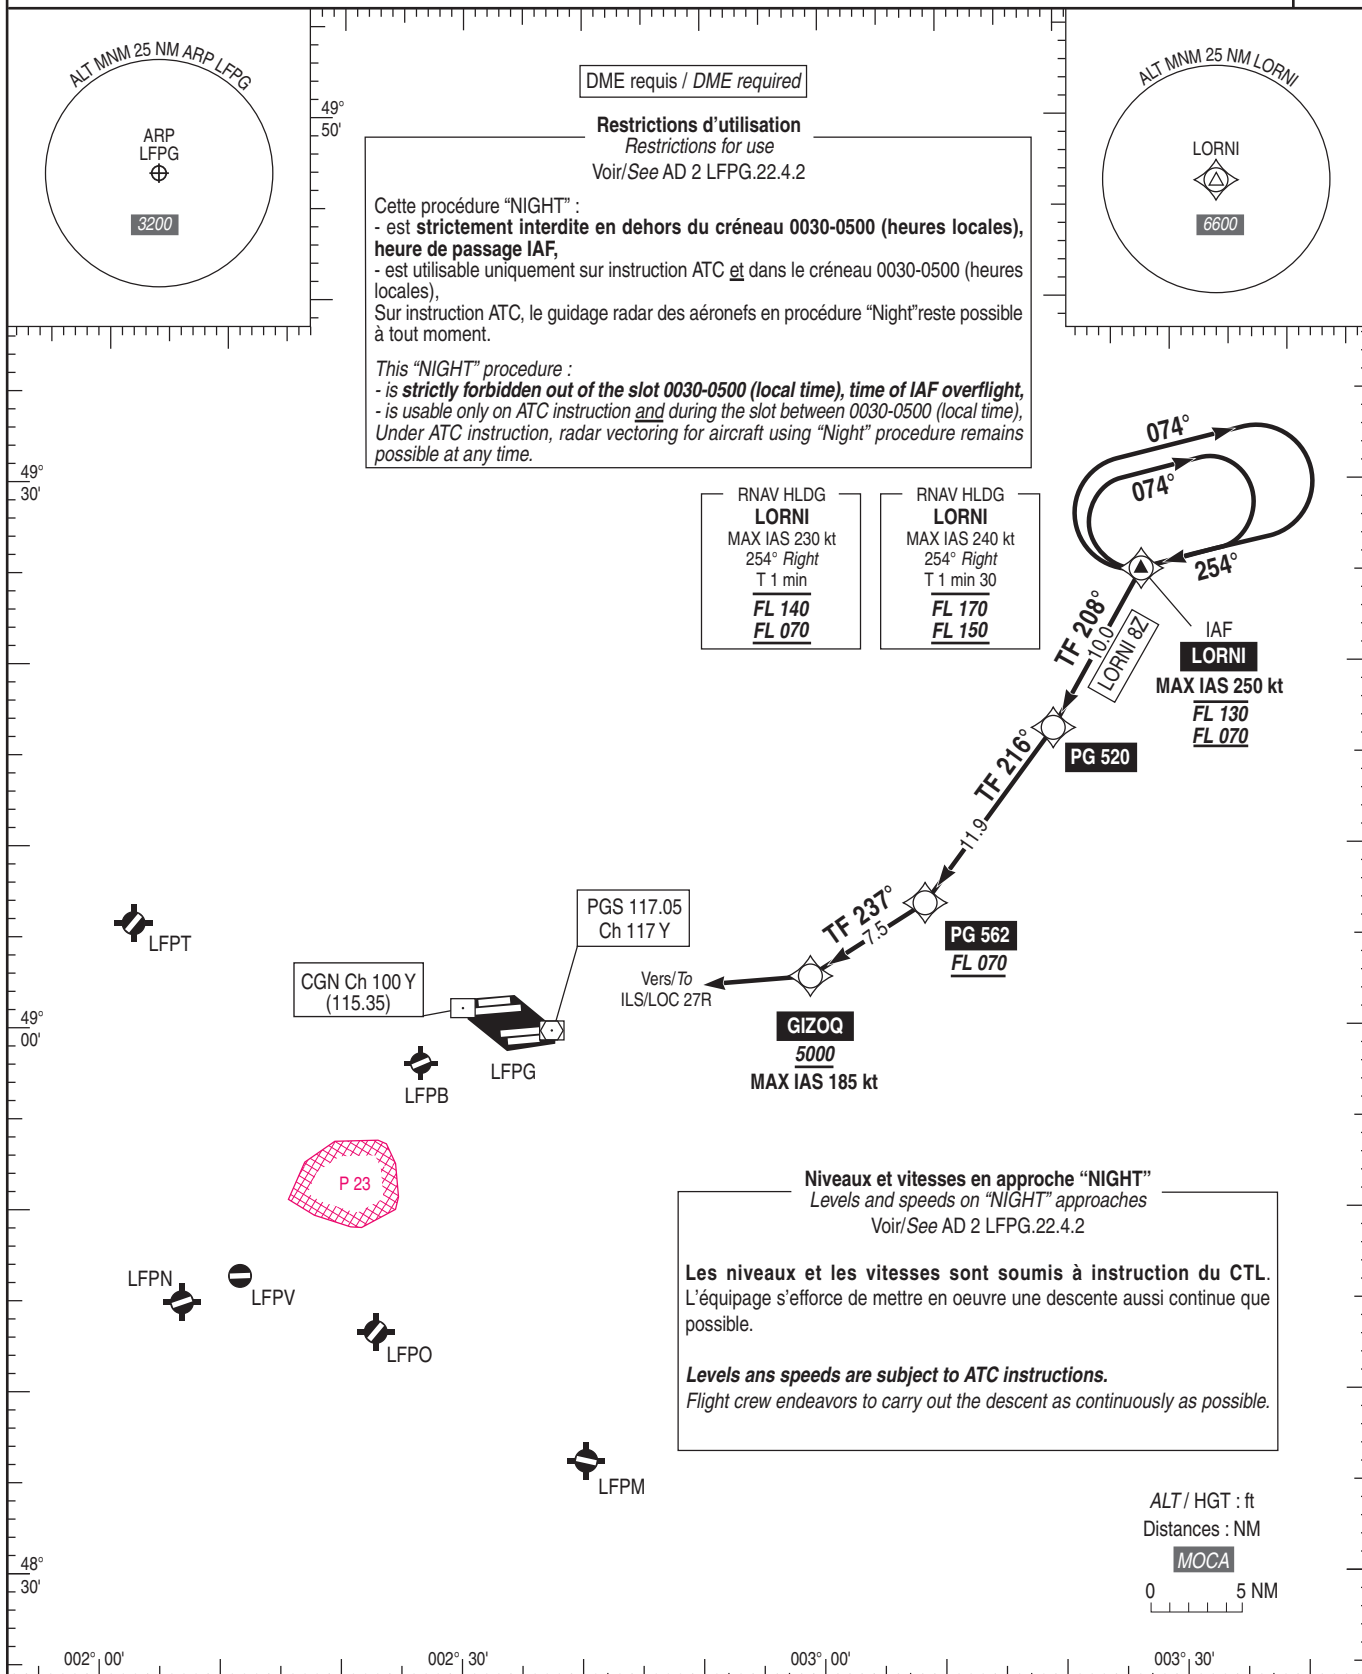 ALT MNM 25 NM ARP LFPG
ARP
LFPG
3200
49°
50'
DME requis / DME required
ALT MNM 25 NM LORNI
LORNI
6600
Restrictions d'utilisation
Restrictions for use
Voir/See AD 2 LFPG.22.4.2
Cette procédure “NIGHT” :
- est strictement interdite en dehors du créneau 0030-0500 (heures locales),
heure de passage IAF,
- est utilisable uniquement sur instruction ATC et dans le créneau 0030-0500 (heures
locales),
Sur instruction ATC, le guidage radar des aéronefs en procédure “Night”reste possible
à tout moment.
This “NIGHT” procedure :
- is strictly forbidden out of the slot 0030-0500 (local time), time of IAF overflight,
- is usable only on ATC instruction and during the slot between 0030-0500 (local time),
Under ATC instruction, radar vectoring for aircraft using “Night” procedure remains
possible at any time.
49°
30'
RNAV HLDG
LORNI
MAX IAS 230 kt
254° Right
T 1 min
FL 140
FL 070
RNAV HLDG
LORNI
MAX IAS 240 kt
254° Right
T 1 min 30
FL 170
FL 150
074°
074°
254°
TF 208°
10.0
LORNI 8Z
IAF
LORNI
MAX IAS 250 kt
FL 130
FL 070
PG 520
TF 216°
11.9
PG 562
FL 070
TF 237°
7.5
Vers/To
ILS/LOC 27R
GIZOQ
5000
MAX IAS 185 kt
PGS 117.05
Ch 117 Y
CGN Ch 100 Y
(115.35)
LFPT
49°
00'
LFPG
LFPB
P 23
LFPN
LFPV
LFPO
LFPM
Niveaux et vitesses en approche “NIGHT”
Levels and speeds on “NIGHT” approaches
Voir/See AD 2 LFPG.22.4.2
Les niveaux et les vitesses sont soumis à instruction du CTL.
L'équipage s'efforce de mettre en oeuvre une descente aussi continue que
possible.
Levels ans speeds are subject to ATC instructions.
Flight crew endeavors to carry out the descent as continuously as possible.
ALT / HGT : ft
Distances : NM
MOCA
0 5 NM
48°
30'
002° 00'
002° 30'
003° 00'
003° 30'